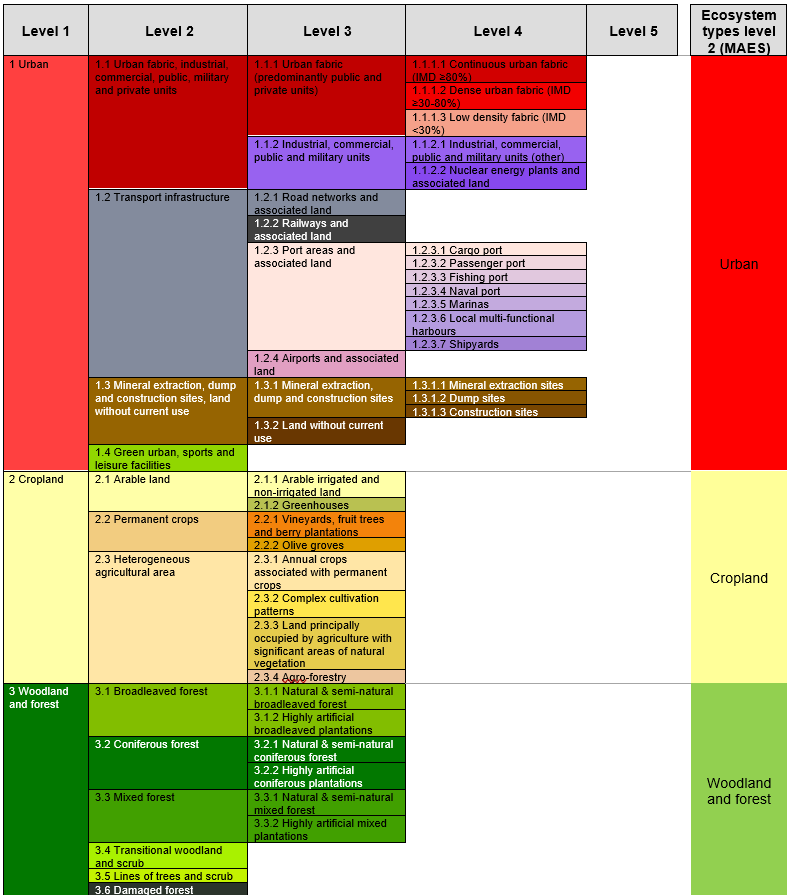 Level 1
Level 2
Level 3
Level 4
Level 5
Ecosystem
types level
2 (MAES)
1 Urban
1.1 Urban fabric, industrial,
commercial, public, military
and private units
1.1.1 Urban fabric
(predominantly public and
private units)
1.1.1.1 Continuous urban fabric
(IMD ≥80%)
1.1.1.2 Dense urban fabric (IMD
≥30-80%)
1.1.1.3 Low density fabric (IMD
<30%)
1.1.2 Industrial, commercial,
public and military units
1.1.2.1 Industrial, commercial,
public and military units (other)
1.1.2.2 Nuclear energy plants and
associated land
1.2 Transport infrastructure
1.2.1 Road networks and
associated land
1.2.2 Railways and
associated land
1.2.3 Port areas and
associated land
1.2.3.1 Cargo port
1.2.3.2 Passenger port
1.2.3.3 Fishing port
1.2.3.4 Naval port
1.2.3.5 Marinas
1.2.3.6 Local multi-functional
harbours
1.2.3.7 Shipyards
1.2.4 Airports and associated
land
1.3 Mineral extraction, dump
and construction sites, land
without current use
1.3.1 Mineral extraction,
dump and construction sites
1.3.1.1 Mineral extraction sites
1.3.1.2 Dump sites
1.3.1.3 Construction sites
1.3.2 Land without current
use
1.4 Green urban, sports and
leisure facilities
Urban
2 Cropland
2.1 Arable land
2.1.1 Arable irrigated and
non-irrigated land
2.1.2 Greenhouses
2.2 Permanent crops
2.2.1 Vineyards, fruit trees
and berry plantations
2.2.2 Olive groves
2.3 Heterogeneous
agricultural area
2.3.1 Annual crops
associated with permanent
crops
2.3.2 Complex cultivation
patterns
2.3.3 Land principally
occupied by agriculture with
significant areas of natural
vegetation
2.3.4 Agro-forestry
Cropland
3 Woodland
and forest
3.1 Broadleaved forest
3.1.1 Natural & semi-natural
broadleaved forest
3.1.2 Highly artificial
broadleaved plantations
3.2 Coniferous forest
3.2.1 Natural & semi-natural
coniferous forest
3.2.2 Highly artificial
coniferous plantations
3.3 Mixed forest
3.3.1 Natural & semi-natural
mixed forest
3.3.2 Highly artificial mixed
plantations
3.4 Transitional woodland
and scrub
3.5 Lines of trees and scrub
3.6 Damaged forest
Woodland
and forest